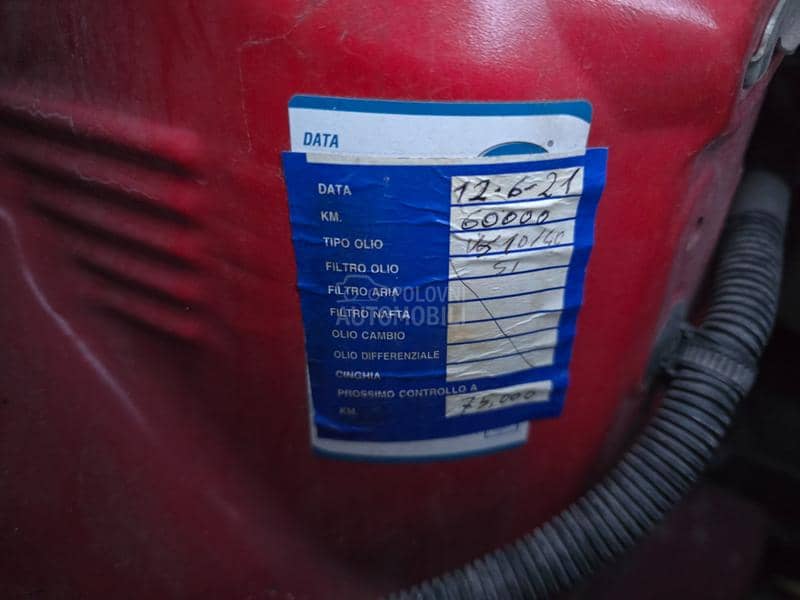 DATA
DATA 12-6-21
KM. 60000
TIPO OLIO 10/40
FILTRO OLIO SI
FILTRO ARIA
POLOVNI
FILTRO NAFTA
AUTOMOBILI
OLIO CAMBIO
OLIO DIFFERENZIALE
CINGHIA
PROSSIMO CONTROLLO A
KM. 75.000